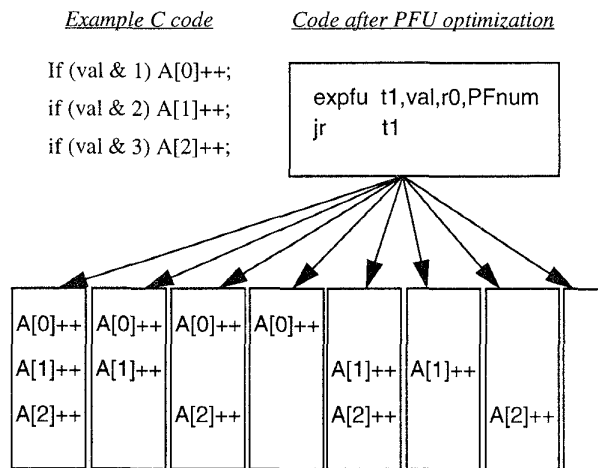 Example C code
Code after PFU optimization
If (val & 1) A[0]++;
if (val & 2) A[1]++;
if (val & 3) A[2]++;
expfu t1,val,r0,PFnum
jr t1
A[0]++ A[0]++ A[0]++ A[0]++
A[1]++ A[1]++ A[1]++ A[1]++
A[2]++ A[2]++ A[2]++ A[2]++